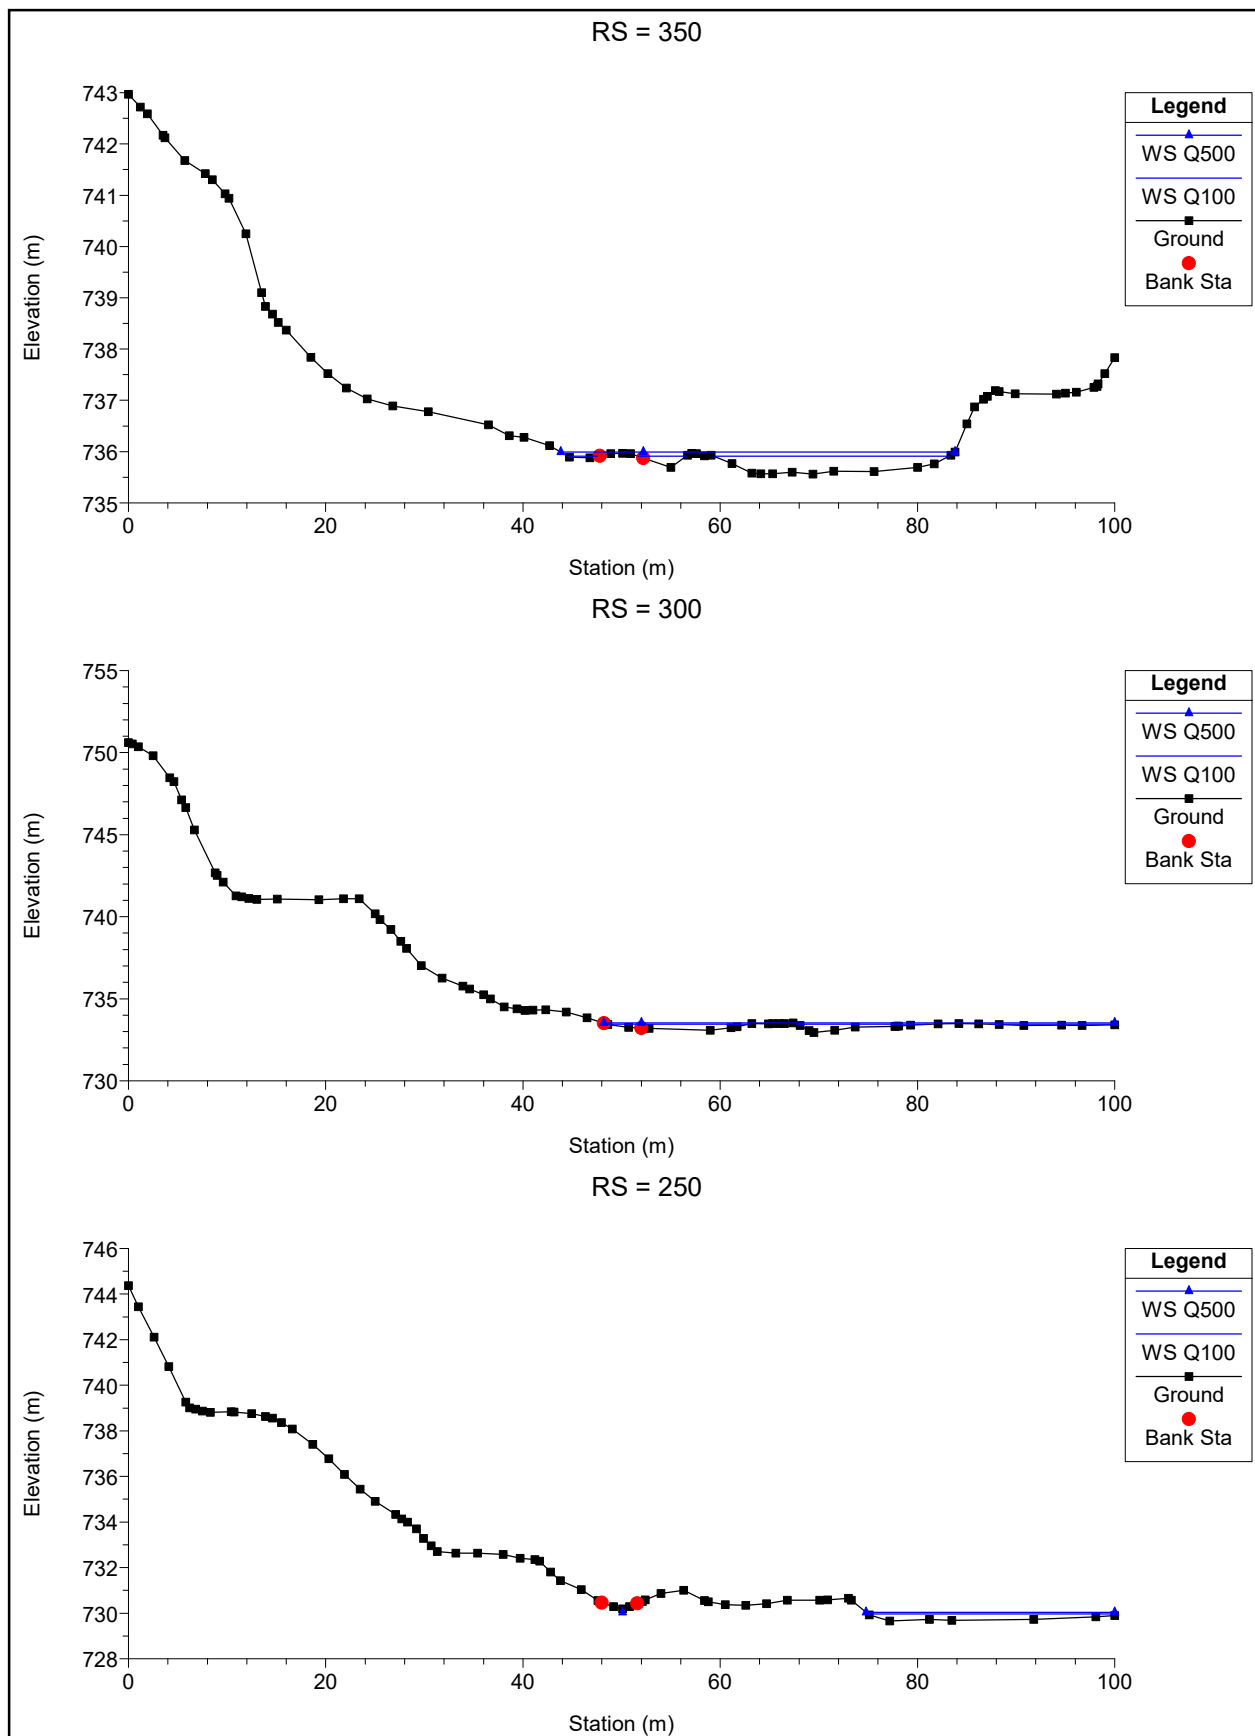 RS = 350
743
742
741
740
739
738
737
736
735
Elevation (m)
0 20 40 60 80 100
Station (m)
Legend
WS Q500
WS Q100
Ground
Bank Sta
RS = 300
755
750
745
740
735
730
Elevation (m)
0 20 40 60 80 100
Station (m)
Legend
WS Q500
WS Q100
Ground
Bank Sta
RS = 250
746
744
742
740
738
736
734
732
730
728
Elevation (m)
0 20 40 60 80 100
Station (m)
Legend
WS Q500
WS Q100
Ground
Bank Sta